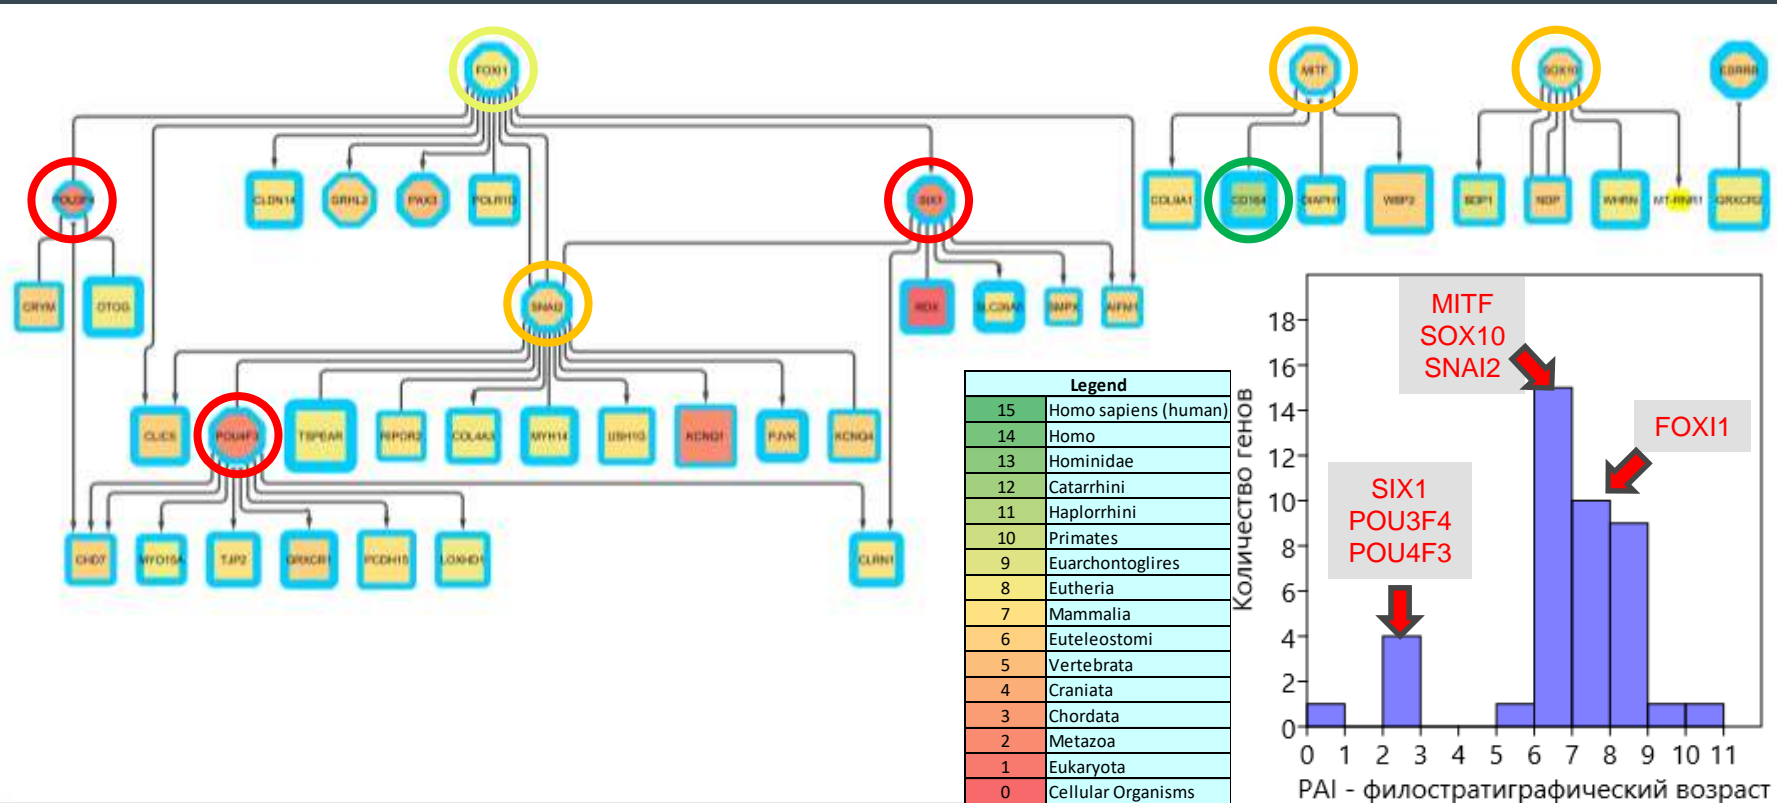 FOXI1
MITF
SOX10
ESRRB
POU3F4
CLDN14
GRHL2
PAX3
POLR1D
SIX1
COL9A1
CD164
DIAPH1
WBP2
BDP1
NDP
WHRN
MT-RNR1
GRXCR2
CRYM
OTOG
SNAI2
RDX
SLC26A5
SMPX
AIFM1
CLIC5
POU4F3
TSPEAR
RIPOR2
COL4A3
MYH14
USH1G
KCNQ1
PJVK
KCNQ4
CHD7
MYO15A
TJP2
GRXCR1
PCDH15
LOXHD1
CLRN1
Legend
15 Homo sapiens (human)
14 Homo
13 Hominidae
12 Catarrhini
11 Haplorrhini
10 Primates
9 Euarchontoglires
8 Eutheria
7 Mammalia
6 Euteleostomi
5 Vertebrata
4 Craniata
3 Chordata
2 Metazoa
1 Eukaryota
0 Cellular Organisms
Количество генов
18
16
14
12
10
8
6
4
2
0
MITF
SOX10
SNAI2
FOXI1
SIX1
POU3F4
POU4F3
0 1 2 3 4 5 6 7 8 9 10 11
PAI - филостратиграфический возраст